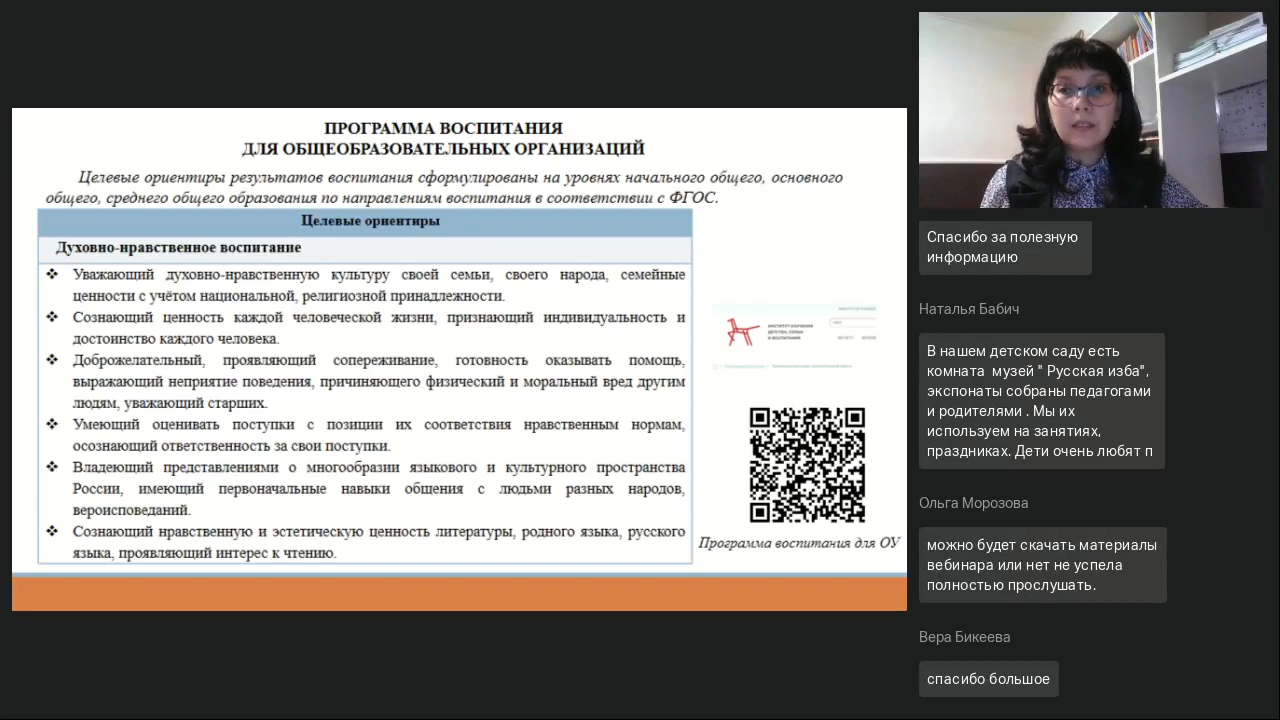 ПРОГРАММА ВОСПИТАНИЯ
ДЛЯ ОБЩЕОБРАЗОВАТЕЛЬНЫХ ОРГАНИЗАЦИЙ
Целевые ориентиры результатов воспитания сформулированы на уровнях начального общего, основного
общего, среднего общего образования по направлениям воспитания в соответствии с ФГОС.
Целевые ориентиры
Духовно-нравственное воспитание
❖ Уважающий духовно-нравственную культуру своей семьи, своего народа, семейные
ценности с учётом национальной, религиозной принадлежности.
❖ Сознающий ценность каждой человеческой жизни, признающий индивидуальность и
достоинство каждого человека.
❖ Доброжелательный, проявляющий сопереживание, готовность оказывать помощь,
выражающий неприятие поведения, причиняющего физический и моральный вред другим
людям, уважающий старших.
❖ Умеющий оценивать поступки с позиции их соответствия нравственным нормам,
осознающий ответственность за свои поступки.
❖ Владеющий представлениями о многообразии языкового и культурного пространства
России, имеющий первоначальные навыки общения с людьми разных народов,
вероисповеданий.
❖ Сознающий нравственную и эстетическую ценность литературы, родного языка, русского
языка, проявляющий интерес к чтению.
ИНСТИТУТ ИЗУЧЕНИЯ
ДЕТСТВА, СЕМЬИ
И ВОСПИТАНИЯ
Программа воспитания для ОУ
Спасибо за полезную
информацию
Наталья Бабич
В нашем детском саду есть
комната музей " Русская изба",
экспонаты собраны педагогами
и родителями . Мы их
используем на занятиях,
праздниках. Дети очень любят п
Ольга Морозова
можно будет скачать материалы
вебинара или нет не успела
полностью прослушать.
Вера Бикеева
спасибо большое